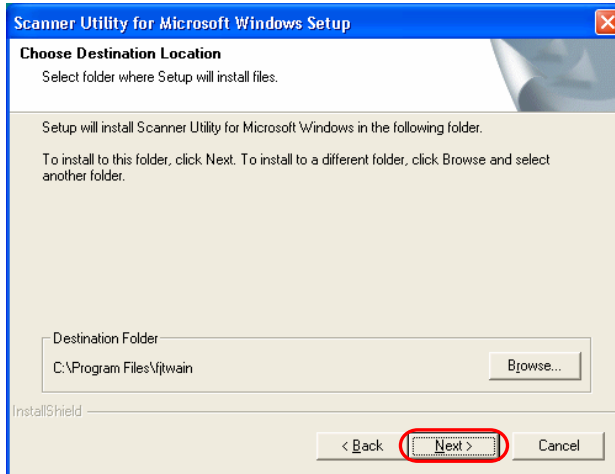 Scanner Utility for Microsoft Windows Setup
Choose Destination Location
Select folder where Setup will install files.
Setup will install Scanner Utility for Microsoft Windows in the following folder.
To install to this folder, click Next. To install to a different folder, click Browse and select
another folder.
Destination Folder
C:\Program Files\fjtwain
Browse...
InstallShield
< Back
Next >
Cancel